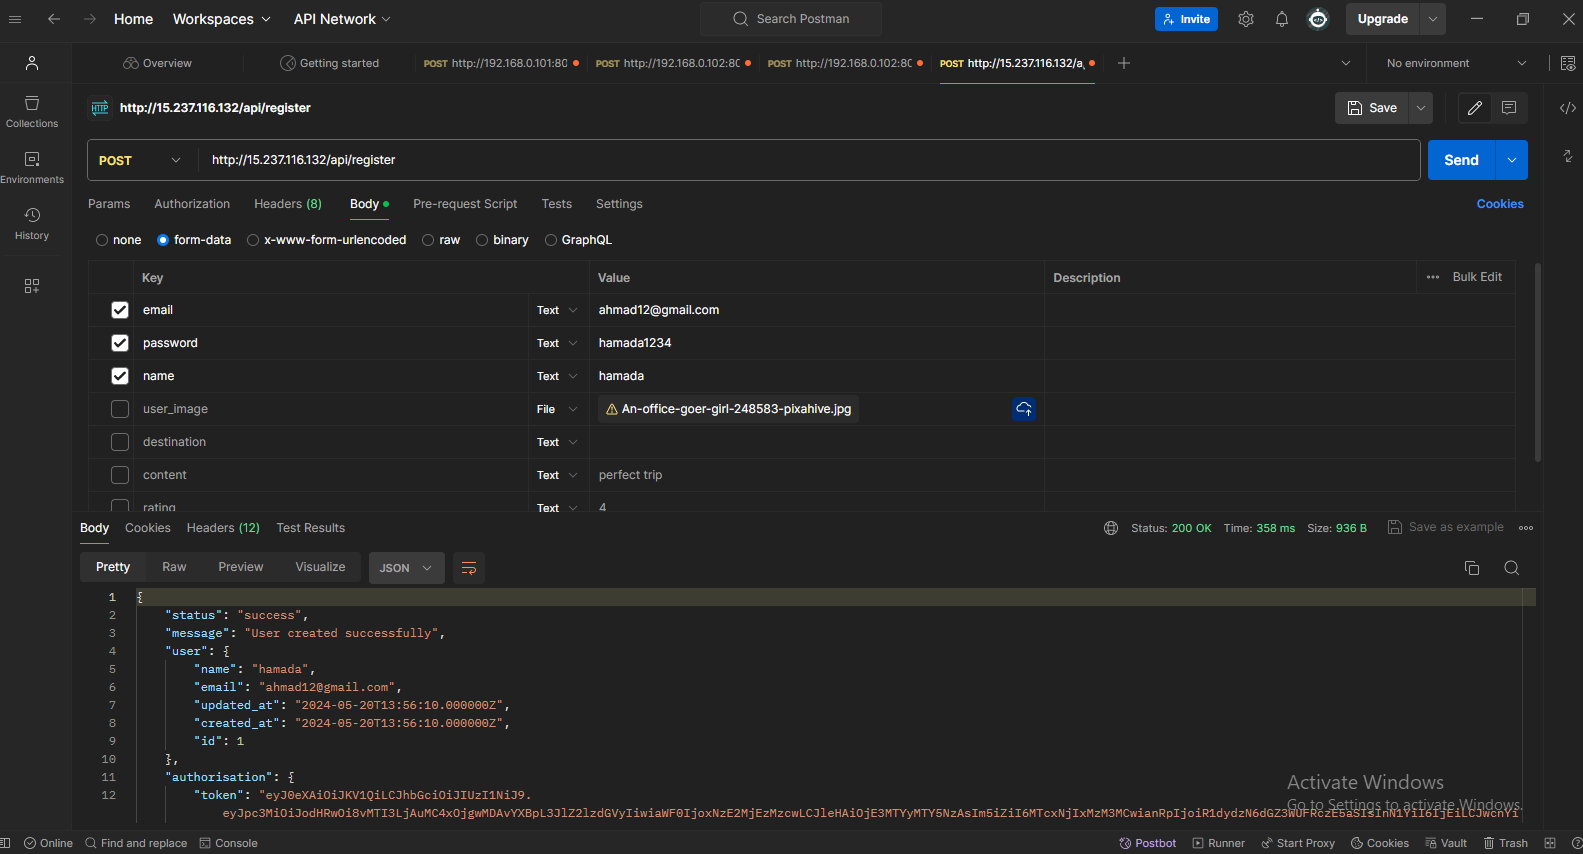 Home Workspaces API Network Search Postman Invite Upgrade
Overview Getting started POST http://192.168.0.101:80 POST http://192.168.0.102:80 POST http://192.168.0.102:80 POST http://15.237.116.132/a No environment
HTTP http://15.237.116.132/api/register Save
Collections
POST http://15.237.116.132/api/register Send
Environments
Params Authorization Headers (8) Body Pre-request Script Tests Settings Cookies
History
none form-data x-www-form-urlencoded raw binary GraphQL
Key Value Description Bulk Edit
email Text ahmad12@gmail.com
password Text hamada1234
name Text hamada
user_image File An-office-goer-girl-248583-pixahive.jpg
destination Text
content Text perfect trip
rating Text 4
Body Cookies Headers (12) Test Results Status: 200 OK Time: 358 ms Size: 936 B Save as example
Pretty Raw Preview Visualize JSON
1 {
2 "status": "success",
3 "message": "User created successfully",
4 "user": {
5 "name": "hamada",
6 "email": "ahmad12@gmail.com",
7 "updated_at": "2024-05-20T13:56:10.000000Z",
8 "created_at": "2024-05-20T13:56:10.000000Z",
9 "id": 1
10 },
11 "authorisation": {
12 "token": "eyJ0eXAiOiJKV1QiLCJhbGciOiJIUzI1NiJ9.
Activate Windows
Go to Settings to activate Windows.
Online Find and replace Console Postbot Runner Start Proxy Cookies Vault Trash